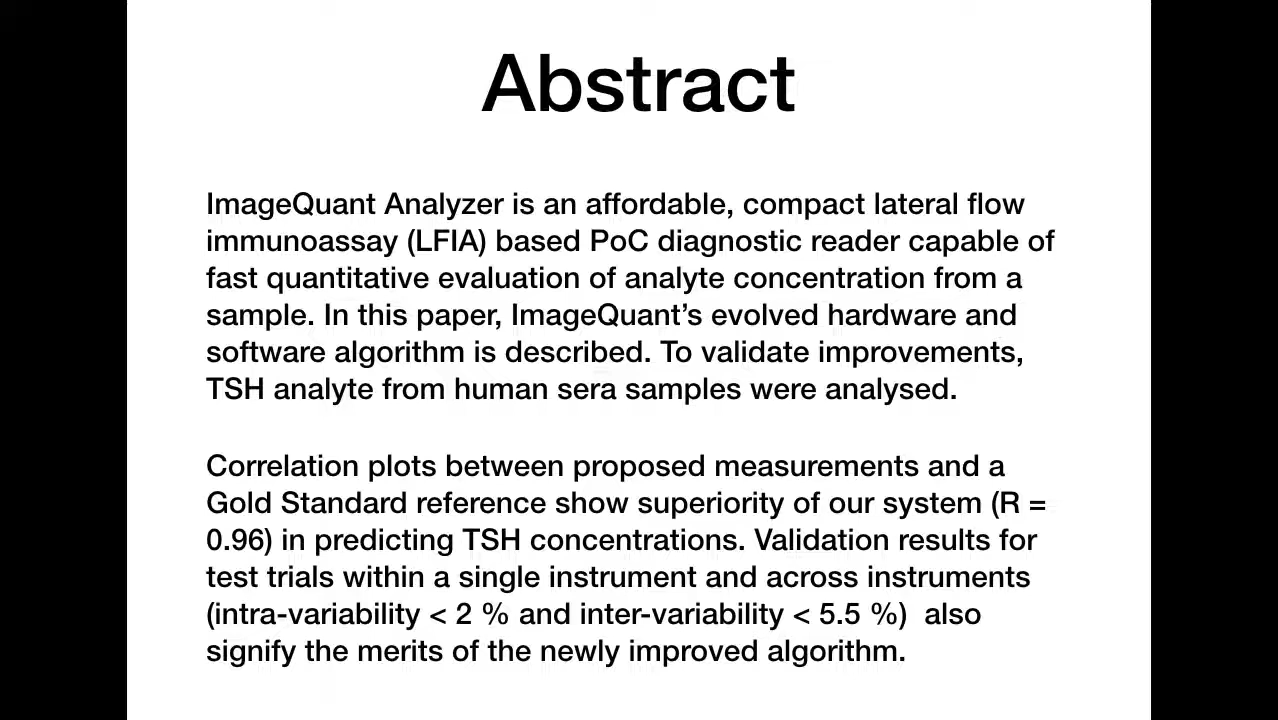 Abstract
ImageQuant Analyzer is an affordable, compact lateral flow
immunoassay (LFIA) based PoC diagnostic reader capable of
fast quantitative evaluation of analyte concentration from a
sample. In this paper, ImageQuant’s evolved hardware and
software algorithm is described. To validate improvements,
TSH analyte from human sera samples were analysed.
Correlation plots between proposed measurements and a
Gold Standard reference show superiority of our system (R =
0.96) in predicting TSH concentrations. Validation results for
test trials within a single instrument and across instruments
(intra-variability < 2 % and inter-variability < 5.5 %)  also
signify the merits of the newly improved algorithm.